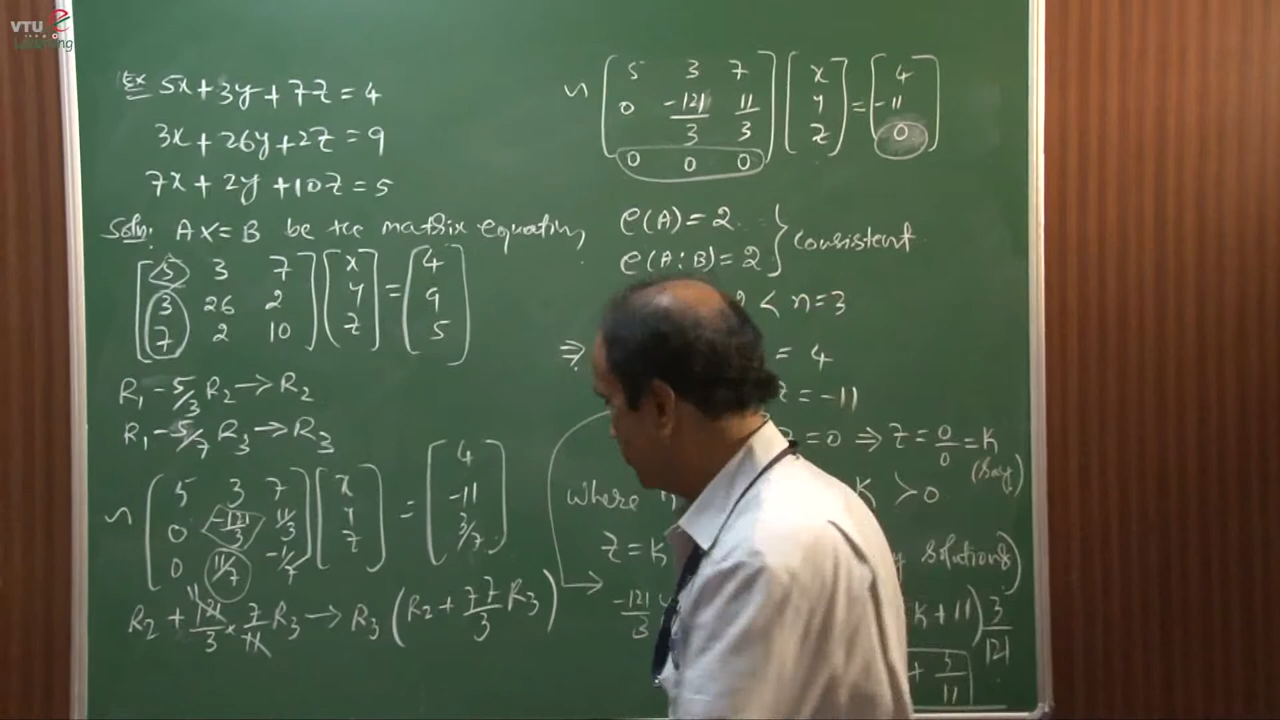 VTU e
Learning
Ex 5x+3y+7z=4
3x+26y+2z=9
7x+2y+10z=5
Soln: AX=B be the matrix equation,
[5 3 7] [x] = [4]
[3 26 2] [y] [9]
[7 2 10] [z] [5]
R₁-5/3 R₂→R₂
R₁-5/7 R₃→R₃
~ [5 3 7] [x] = [4]
[0 -121/3 11/3] [y] [-11]
[0 11/7 -1/7] [z] [3/7]
R₂+121/3×7/11 R₃→R₃ (R₂+77/3 R₃)
~ [5 3 7] [x] = [4]
[0 -121/3 11/3] [y] [-11]
[0 0 0] [z] [0]
ρ(A)=2
ρ(A:B)=2 } consistent
< n=3
⇒ = 4
= -11
z=0 ⇒ z=0/0=K (say)
where K>0
z=K solutions)
-121/3 K+11) 3/121
+ 5/11